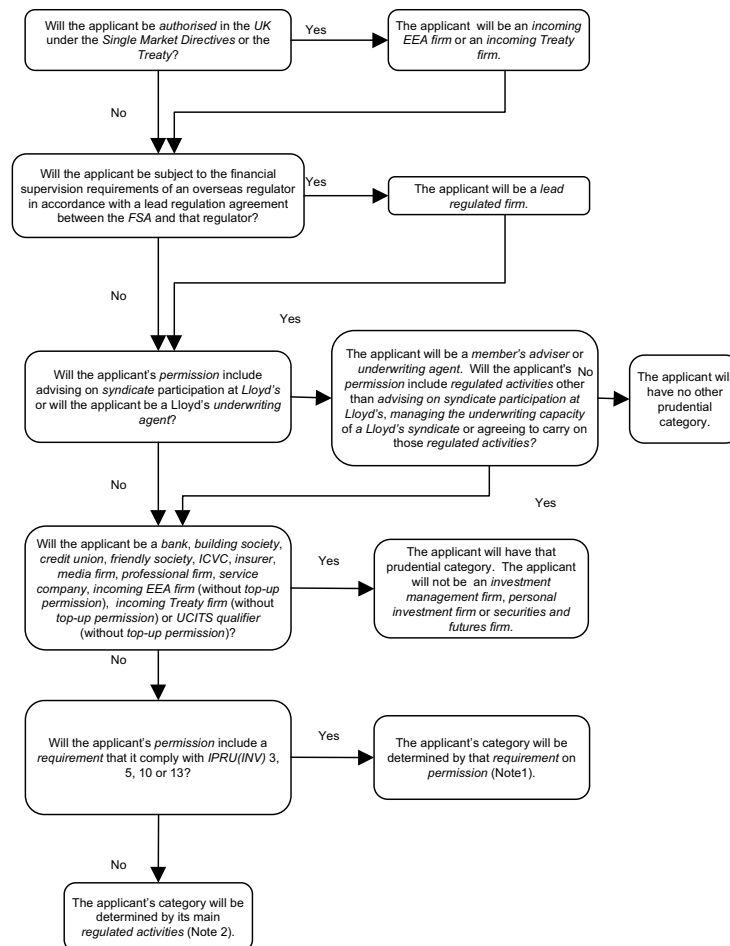 Will the applicant be authorised in the UK
under the Single Market Directives or the
Treaty?
Yes
The applicant will be an incoming
EEA firm or an incoming Treaty
firm.
No
Will the applicant be subject to the financial
supervision requirements of an overseas regulator
in accordance with a lead regulation agreement
between the FSA and that regulator?
Yes
The applicant will be a lead
regulated firm.
No
Yes
Will the applicant's permission include
advising on syndicate participation at Lloyd's
or will the applicant be a Lloyd's underwriting
agent?
The applicant will be a member's adviser or
underwriting agent. Will the applicant's
permission include regulated activities other
than advising on syndicate participation at
Lloyd's, managing the underwriting capacity
of a Lloyd's syndicate or agreeing to carry on
those regulated activities?
No
The applicant will
have no other
prudential
category.
No
Yes
Will the applicant be a bank, building society,
credit union, friendly society, ICVC, insurer,
media firm, professional firm, service
company, incoming EEA firm (without top-up
permission), incoming Treaty firm (without
top-up permission) or UCITS qualifier
(without top-up permission)?
Yes
The applicant will have that
prudential category. The applicant
will not be an investment
management firm, personal
investment firm or securities and
futures firm.
No
Will the applicant's permission include a
requirement that it comply with IPRU(INV) 3,
5, 10 or 13?
Yes
The applicant's category will be
determined by that requirement on
permission (Note1).
No
The applicant's category will be
determined by its main
regulated activities (Note 2).